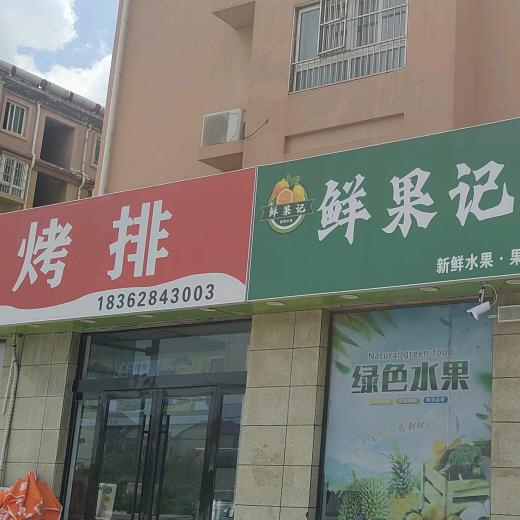 烤排
18362843003
鲜果记
鲜果记
新鲜水果·果
Natural green food
绿色水果